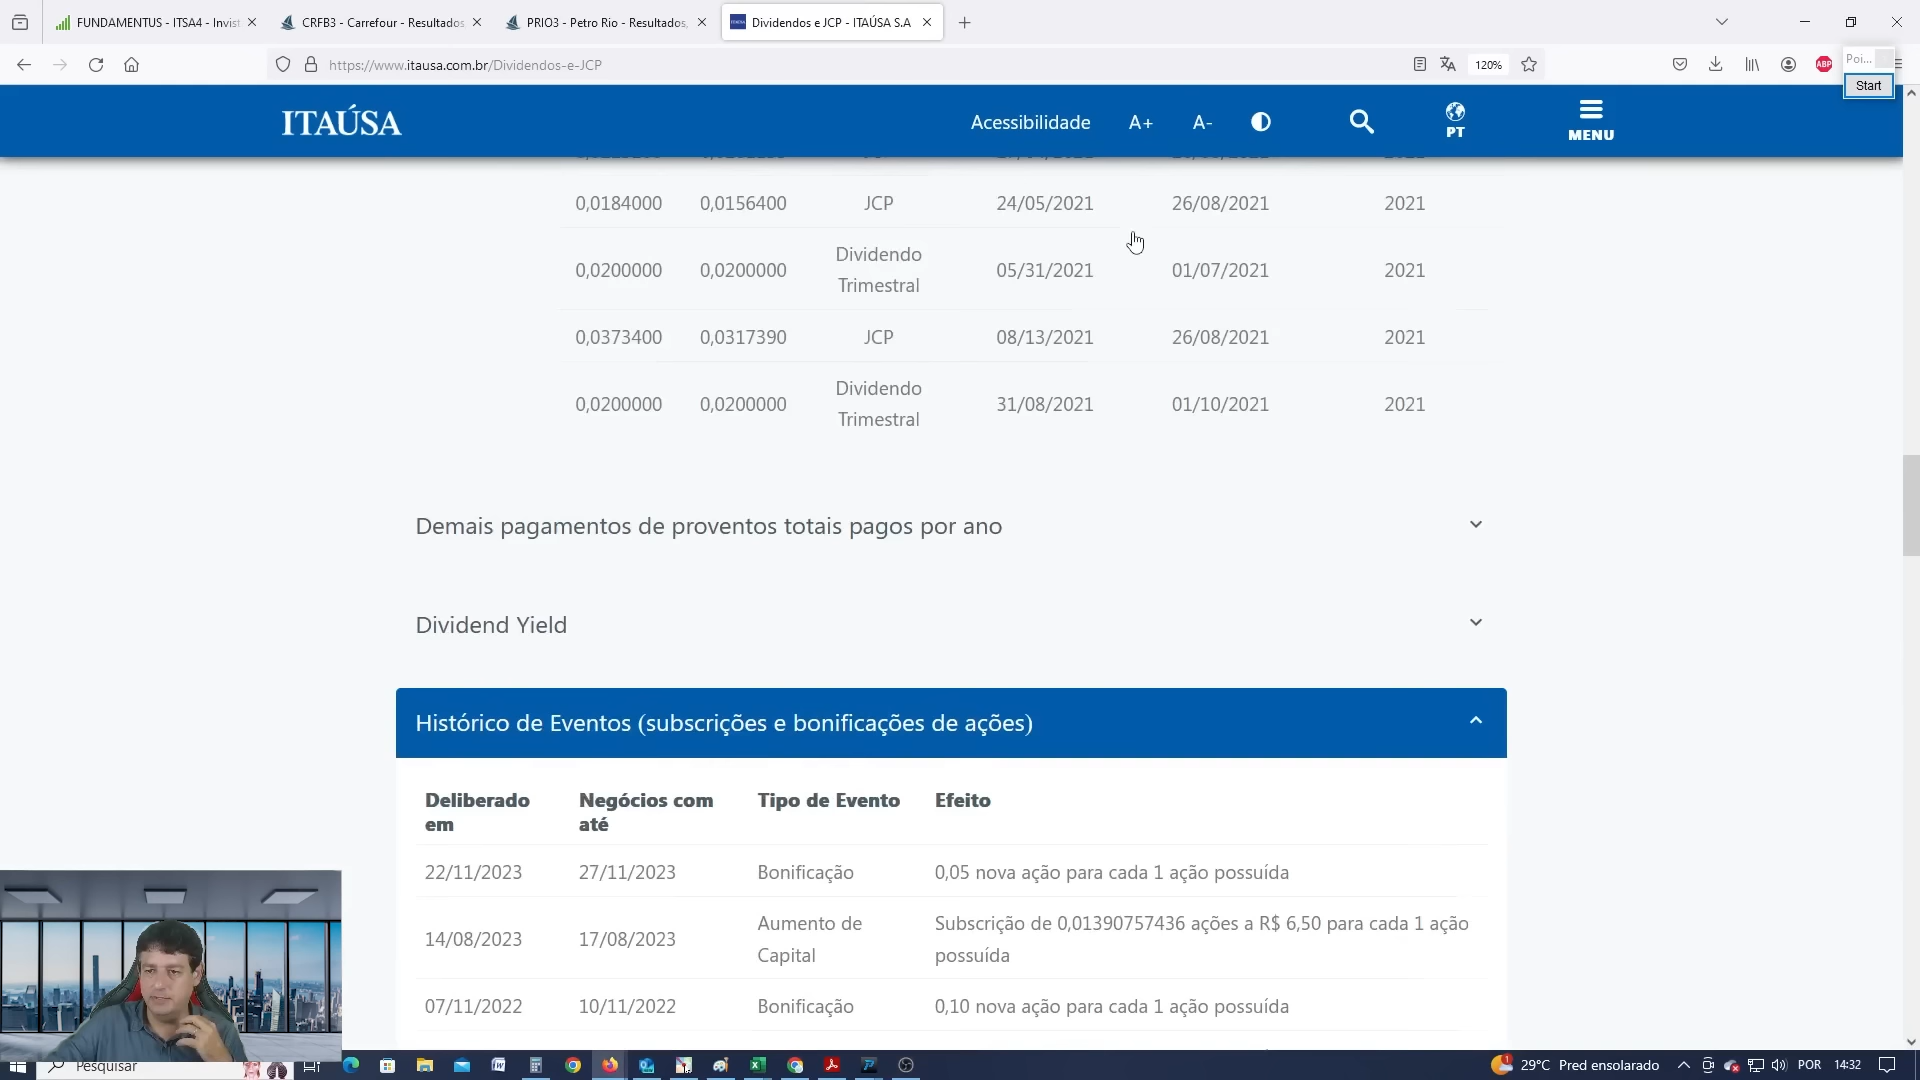 FUNDAMENTUS - ITSA4 - Invist
CRFB3 - Carrefour - Resultados
PRIO3 - Petro Rio - Resultados,
Dividendos e JCP - ITAÚSA S.A
https://www.itausa.com.br/Dividendos-e-JCP
120%
ABP
Poi...
Start
ITAÚSA
Acessibilidade
A+
A-
PT
MENU
0,0184000 0,0156400 JCP 24/05/2021 26/08/2021 2021
Dividendo
0,0200000 0,0200000 05/31/2021 01/07/2021 2021
Trimestral
0,0373400 0,0317390 JCP 08/13/2021 26/08/2021 2021
Dividendo
0,0200000 0,0200000 31/08/2021 01/10/2021 2021
Trimestral
Demais pagamentos de proventos totais pagos por ano
Dividend Yield
Histórico de Eventos (subscrições e bonificações de ações)
Deliberado Negócios com Tipo de Evento Efeito
em até
22/11/2023 27/11/2023 Bonificação 0,05 nova ação para cada 1 ação possuída
Aumento de Subscrição de 0,01390757436 ações a R$ 6,50 para cada 1 ação
14/08/2023 17/08/2023
Capital possuída
07/11/2022 10/11/2022 Bonificação 0,10 nova ação para cada 1 ação possuída
Pesquisar
1
29°C Pred ensolarado
POR
14:32